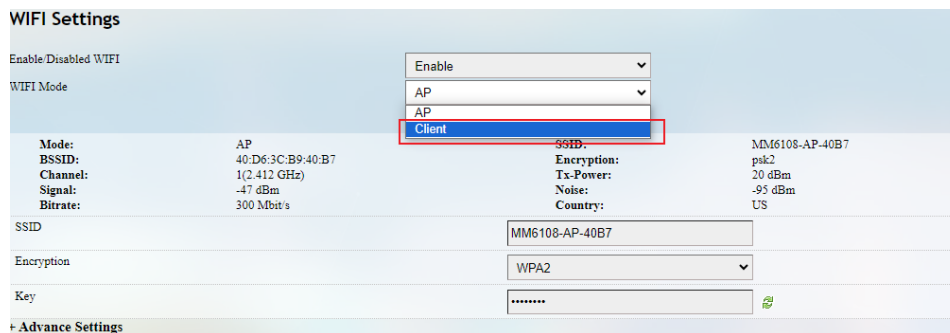 WIFI Settings
Enable/Disabled WIFI
Enable
WIFI Mode
AP
AP
Client
Mode: AP SSID: MM6108-AP-40B7
BSSID: 40:D6:3C:B9:40:B7 Encryption: psk2
Channel: 1(2.412 GHz) Tx-Power: 20 dBm
Signal: -47 dBm Noise: -95 dBm
Bitrate: 300 Mbit/s Country: US
SSID MM6108-AP-40B7
Encryption WPA2
Key ••••••••
+ Advance Settings